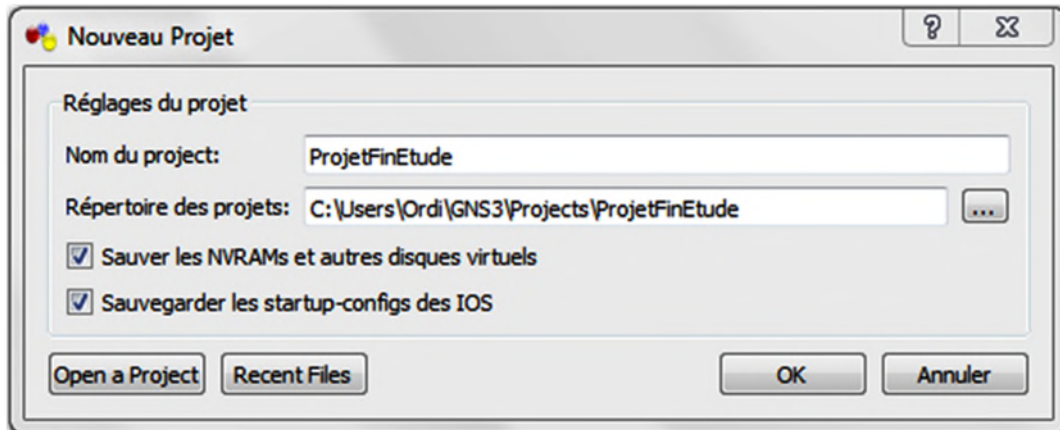 Nouveau Projet
Réglages du projet
Nom du project: ProjetFinEtude
Répertoire des projets: C:\Users\Ordi\GNS3\Projects\ProjetFinEtude ...
Sauver les NVRAMs et autres disques virtuels
Sauvegarder les startup-configs des IOS
Open a Project Recent Files OK Annuler